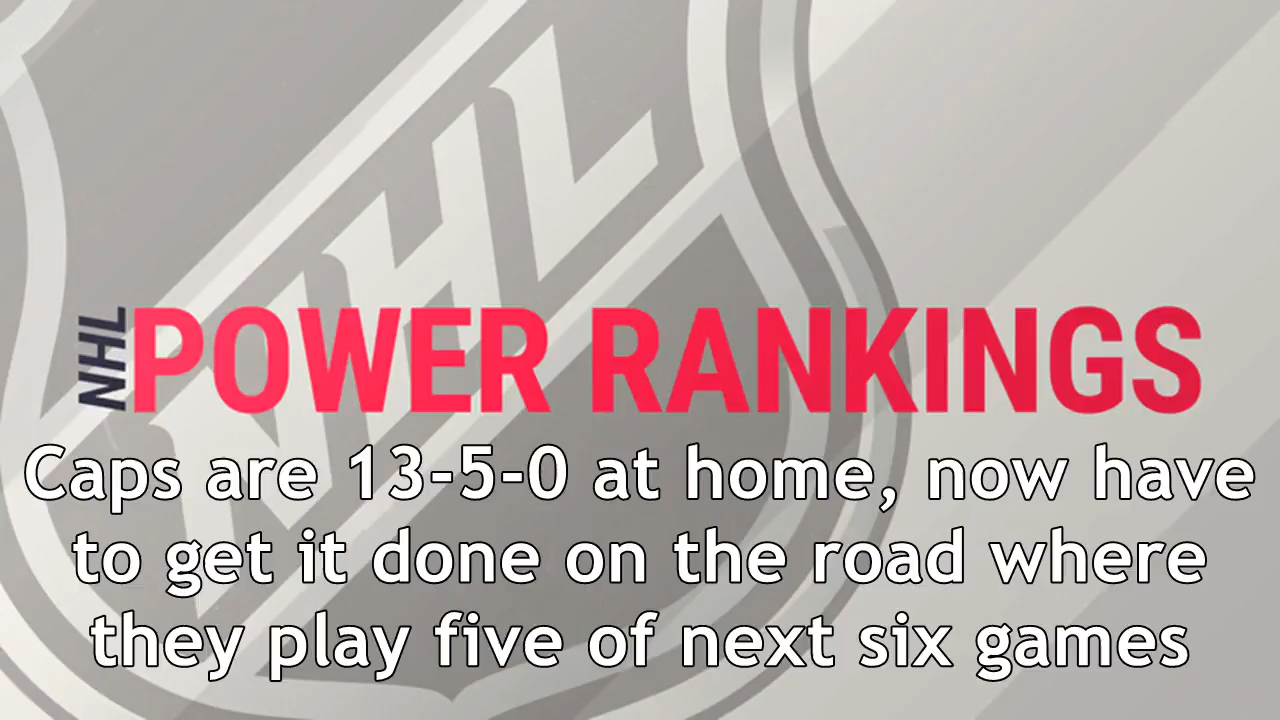 NHL
NHL POWER RANKINGS
Caps are 13-5-0 at home, now have
to get it done on the road where
they play five of next six games